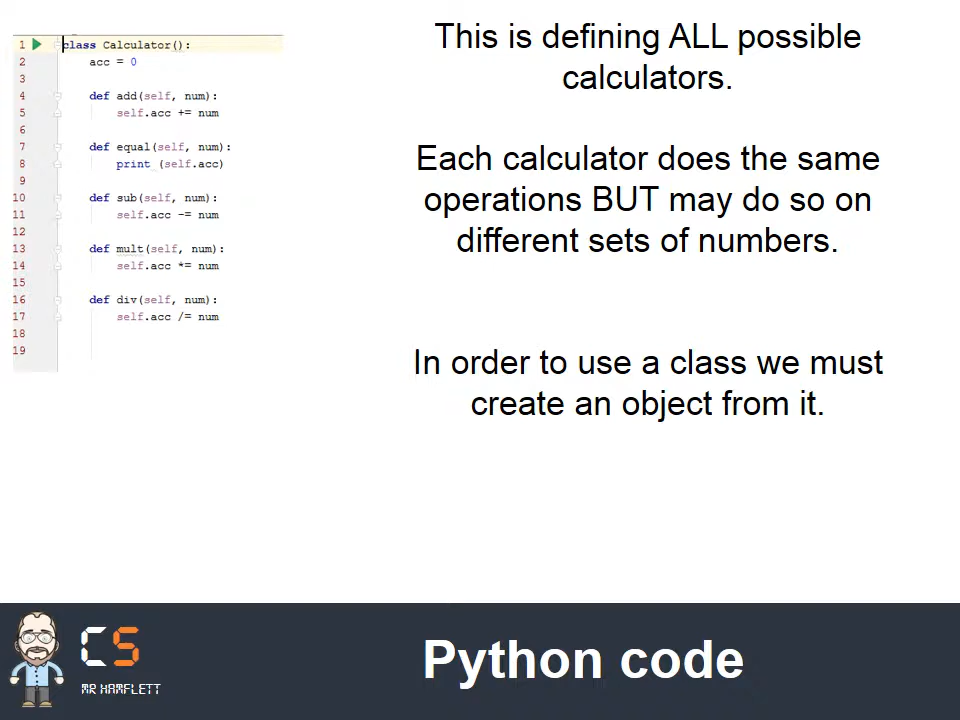 1 class Calculator():
2 acc = 0
3
4 def add(self, num):
5 self.acc += num
6
7 def equal(self, num):
8 print (self.acc)
9
10 def sub(self, num):
11 self.acc -= num
12
13 def mult(self, num):
14 self.acc *= num
15
16 def div(self, num):
17 self.acc /= num
18
19
This is defining ALL possible
calculators.
Each calculator does the same
operations BUT may do so on
different sets of numbers.
In order to use a class we must
create an object from it.
CS
MR HAMFLETT
Python code